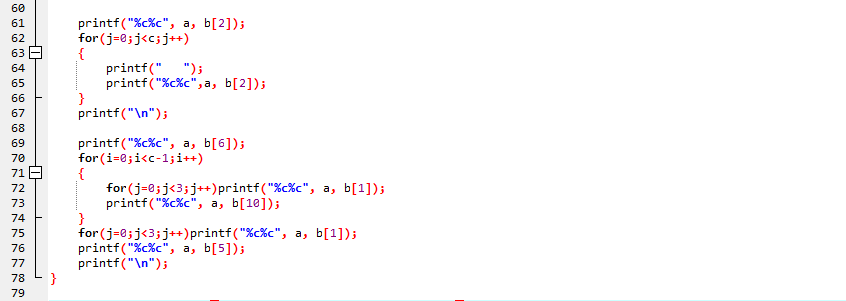 60
61 printf("%c%c", a, b[2]);
62 for(j=0;j<c;j++)
63 {
64 printf("   ");
65 printf("%c%c",a, b[2]);
66 }
67 printf("\n");
68
69 printf("%c%c", a, b[6]);
70 for(i=0;i<c-1;i++)
71 {
72 for(j=0;j<3;j++)printf("%c%c", a, b[1]);
73 printf("%c%c", a, b[10]);
74 }
75 for(j=0;j<3;j++)printf("%c%c", a, b[1]);
76 printf("%c%c", a, b[5]);
77 printf("\n");
78 }
79